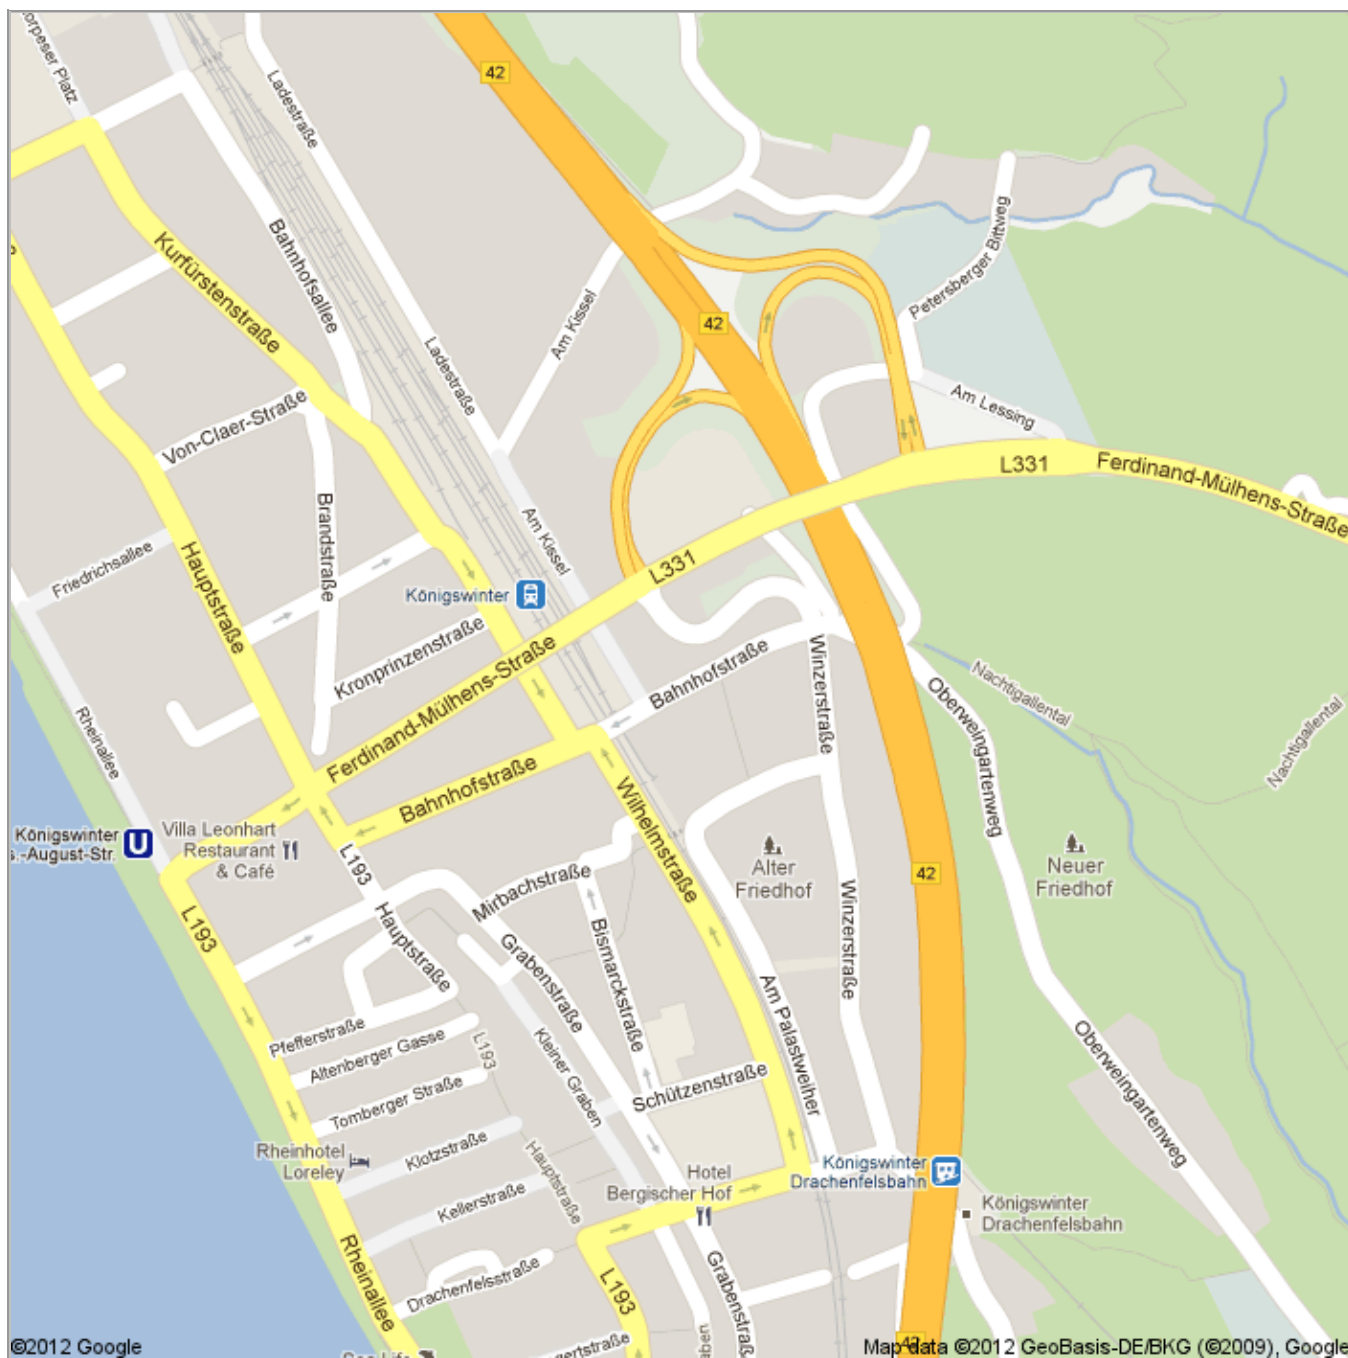 Platz
Ladestraße
42
Bahnhofsallee
Kurfürstenstraße
Petersberger Bittweg
Am Kissel
42
Ladestraße
Am Lessing
Von-Claer-Straße
L331
Ferdinand-Mülhens-Straße
Brandstraße
Am Kissel
Friedrichsallee
Hauptstraße
L331
Königswinter
Kronprinzenstraße
Ferdinand-Mülhens-Straße
Bahnhofstraße
Winzerstraße
Oberweingartenweg
Nachtigallental
Nachtigallental
Rheinallee
Bahnhofstraße
Wilhelmstraße
Königswinter
s.-August-Str.
U
Villa Leonhart
Restaurant
& Café
L193
Hauptstraße
Mirbachstraße
Alter
Friedhof
Neuer
Friedhof
42
Winzerstraße
L193
Grabenstraße
Bismarckstraße
Am Palastweiher
Pfefferstraße
Altenberger Gasse
L193
Kleiner Graben
Tomberger Straße
Schützenstraße
Oberweingartenweg
Klotzstraße
Hauptstraße
Rheinhotel
Loreley
Kellerstraße
Hotel
Bergischer Hof
Königswinter
Drachenfelsbahn
Königswinter
Drachenfelsbahn
Rheinallee
Drachenfelsstraße
L193
Grabenstraße
42
©2012 Google
Map data ©2012 GeoBasis-DE/BKG (©2009), Google